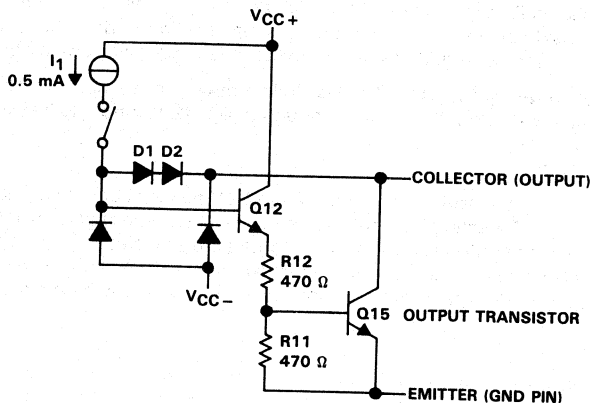 VCC+
I1
0.5 mA
D1 D2
COLLECTOR (OUTPUT)
Q12
R12
470 Ω
VCC−
Q15 OUTPUT TRANSISTOR
R11
470 Ω
EMITTER (GND PIN)